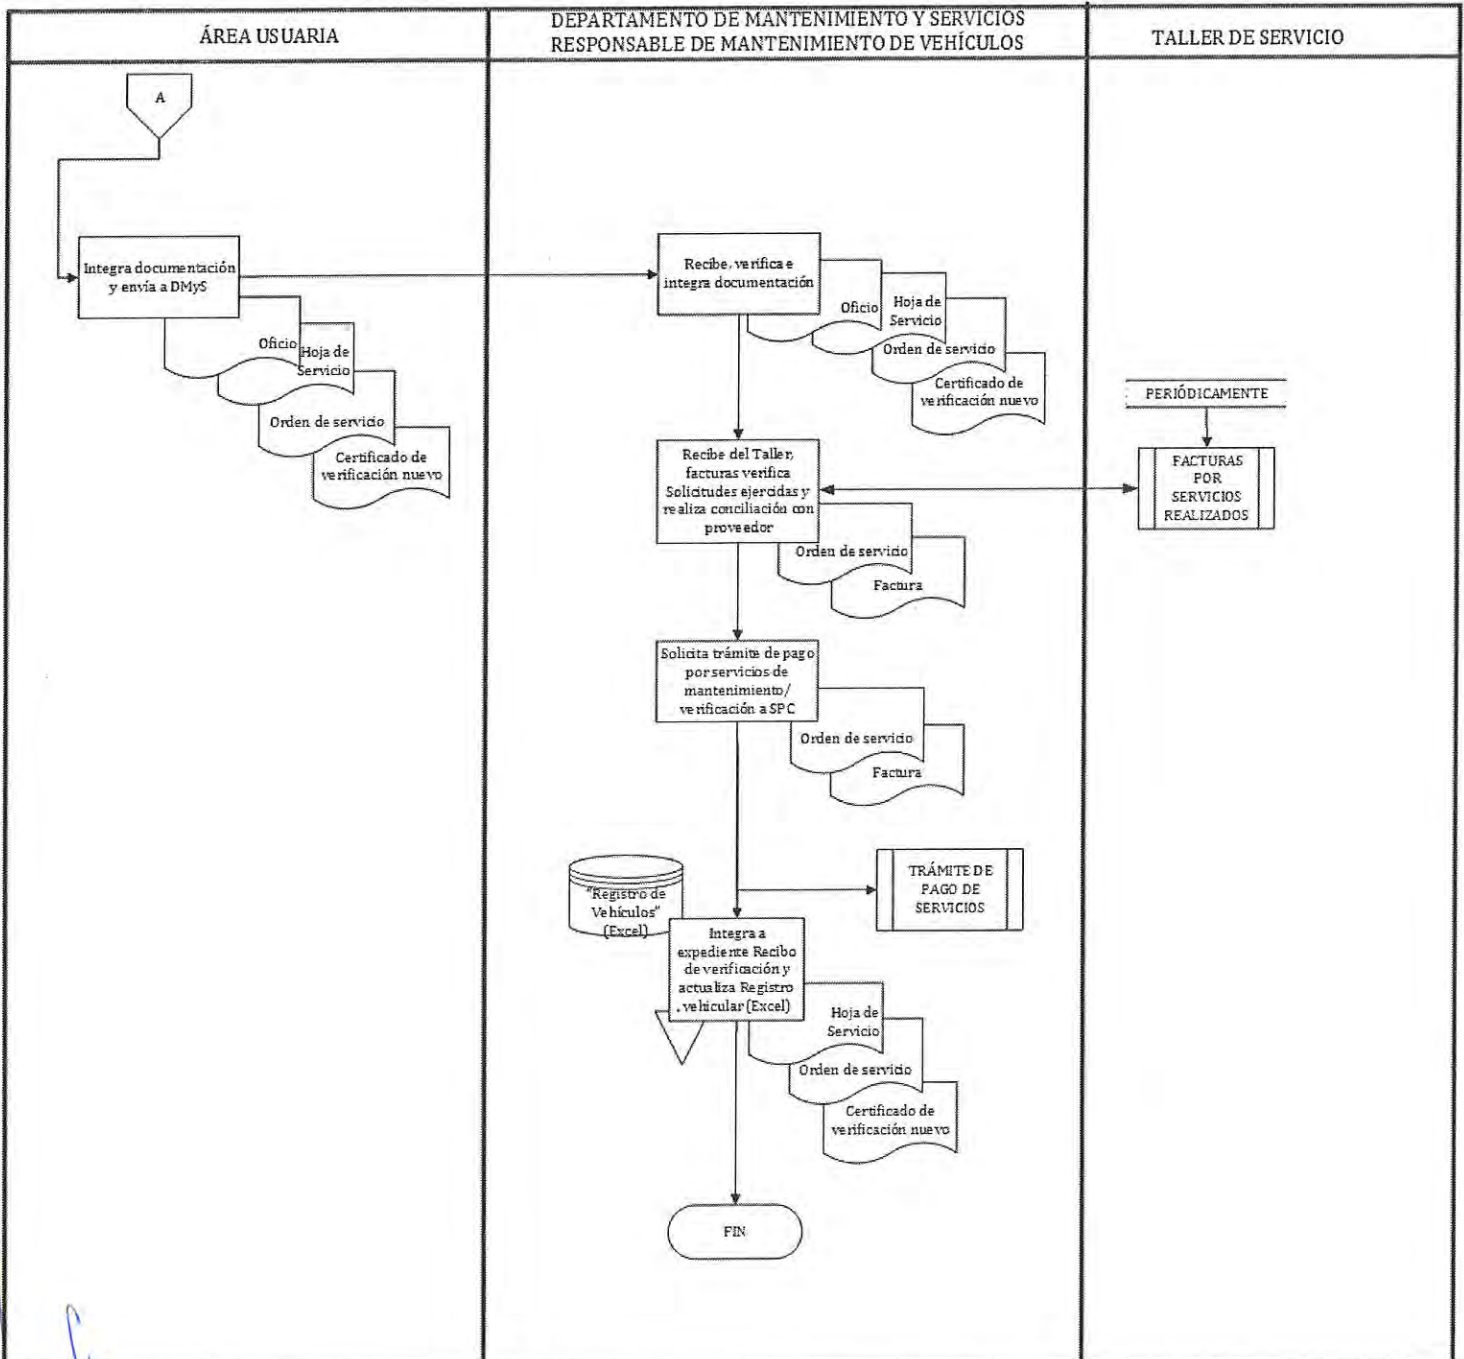 ÁREA USUARIA
DEPARTAMENTO DE MANTENIMIENTO Y SERVICIOS
RESPONSABLE DE MANTENIMIENTO DE VEHÍCULOS
TALLER DE SERVICIO
A
Integra documentación
y envía a DMyS
Oficio
Hoja de
Servicio
Orden de servicio
Certificado de
verificación nuevo
Recibe, verifica e
integra documentación
Oficio
Hoja de
Servicio
Orden de servicio
Certificado de
verificación nuevo
PERIÓDICAMENTE
FACTURAS
POR
SERVICIOS
REALIZADOS
Recibe del Taller,
facturas verifica
Solicitudes ejercidas y
realiza conciliación con
proveedor
Orden de servicio
Factura
Solicita trámite de pago
por servicios de
mantenimiento/
verificación a SPC
Orden de servicio
Factura
TRÁMITE DE
PAGO DE
SERVICIOS
"Registro de
Vehículos"
(Excel)
Integra a
expediente Recibo
de verificación y
actualiza Registro
vehicular (Excel)
Hoja de
Servicio
Orden de servicio
Certificado de
verificación nuevo
FIN